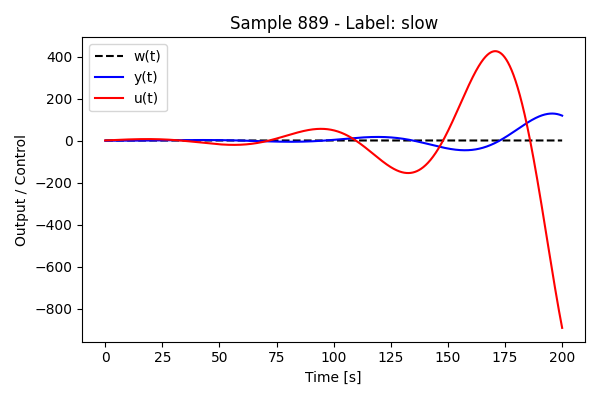 Sample 889 - Label: slow
w(t)
y(t)
u(t)
Output / Control
400
200
0
−200
−400
−600
−800
0 25 50 75 100 125 150 175 200
Time [s]